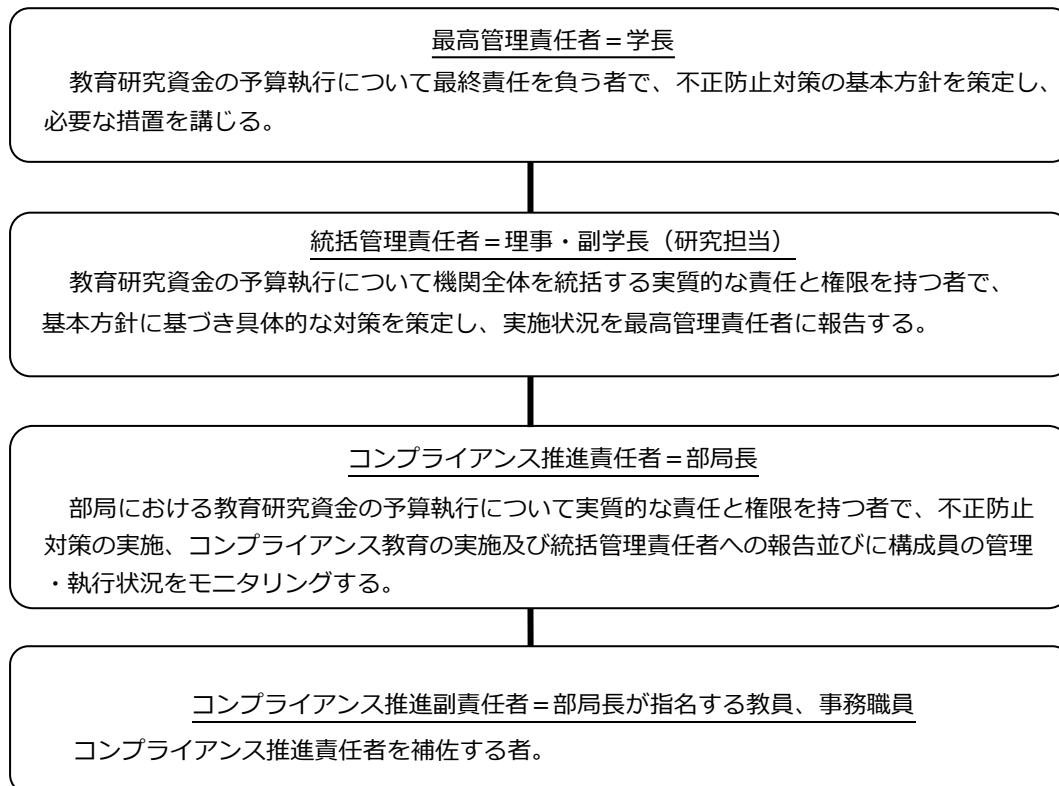 最高管理責任者＝学長
教育研究資金の予算執行について最終責任を負う者で、不正防止対策の基本方針を策定し、
必要な措置を講じる。
統括管理責任者＝理事・副学長（研究担当）
教育研究資金の予算執行について機関全体を統括する実質的な責任と権限を持つ者で、
基本方針に基づき具体的な対策を策定し、実施状況を最高管理責任者に報告する。
コンプライアンス推進責任者＝部局長
部局における教育研究資金の予算執行について実質的な責任と権限を持つ者で、不正防止
対策の実施、コンプライアンス教育の実施及び統括管理責任者への報告並びに構成員の管理
・執行状況をモニタリングする。
コンプライアンス推進副責任者＝部局長が指名する教員、事務職員
コンプライアンス推進責任者を補佐する者。